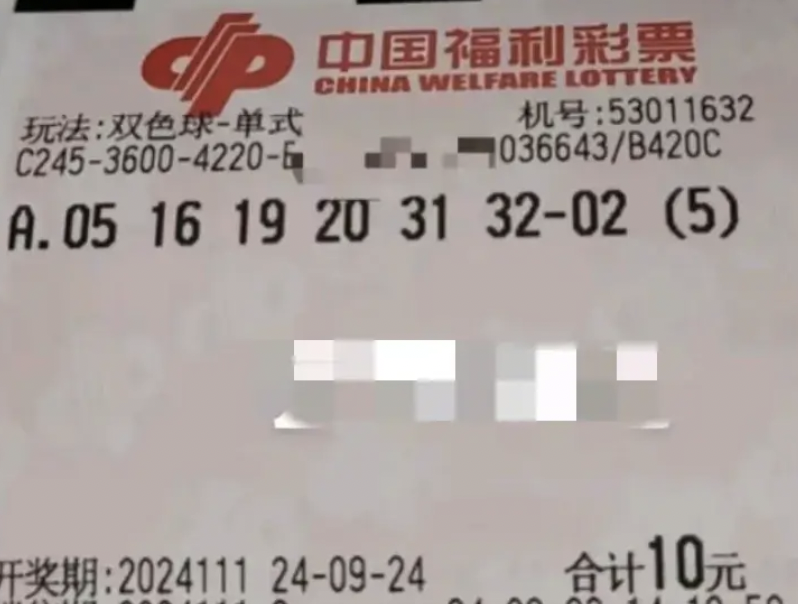 中国福利彩票
CHINA WELFARE LOTTERY
玩法:双色球-单式 机号:53011632
C245-3600-4220- 036643/B420C
A.05 16 19 20 31 32-02 (5)
开奖期:2024111 24-09-24 合计10元